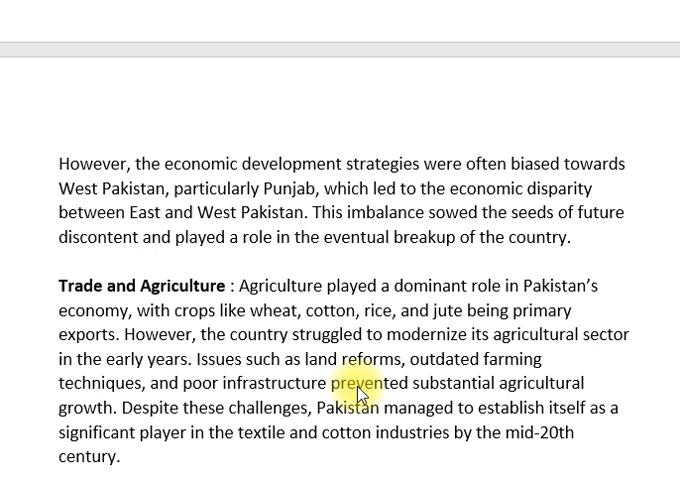 However, the economic development strategies were often biased towards
West Pakistan, particularly Punjab, which led to the economic disparity
between East and West Pakistan. This imbalance sowed the seeds of future
discontent and played a role in the eventual breakup of the country.
Trade and Agriculture : Agriculture played a dominant role in Pakistan’s
economy, with crops like wheat, cotton, rice, and jute being primary
exports. However, the country struggled to modernize its agricultural sector
in the early years. Issues such as land reforms, outdated farming
techniques, and poor infrastructure prevented substantial agricultural
growth. Despite these challenges, Pakistan managed to establish itself as a
significant player in the textile and cotton industries by the mid-20th
century.